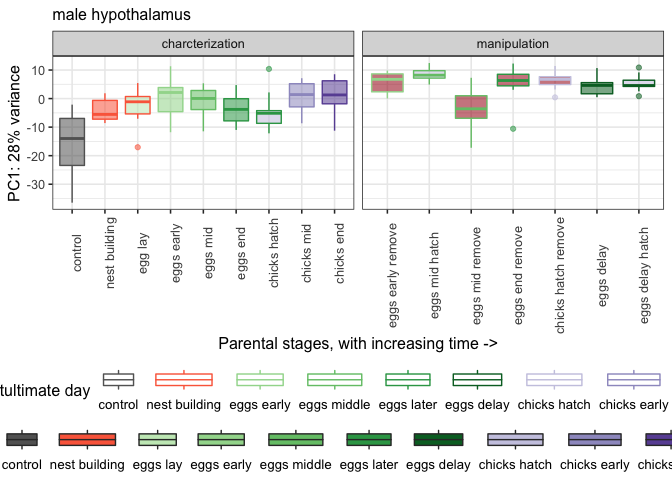 male hypothalamus
charcterization
manipulation
PC1: 28% variance
10
0
-10
-20
-30
control
nest building
egg lay
eggs early
eggs mid
eggs end
chicks hatch
chicks mid
chicks end
eggs early remove
eggs mid hatch
eggs mid remove
eggs end remove
chicks hatch remove
eggs delay
eggs delay hatch
Parental stages, with increasing time ->
tultimate day
control nest building eggs early eggs middle eggs later eggs delay chicks hatch chicks early
control nest building eggs lay eggs early eggs middle eggs later eggs delay chicks hatch chicks early chicks